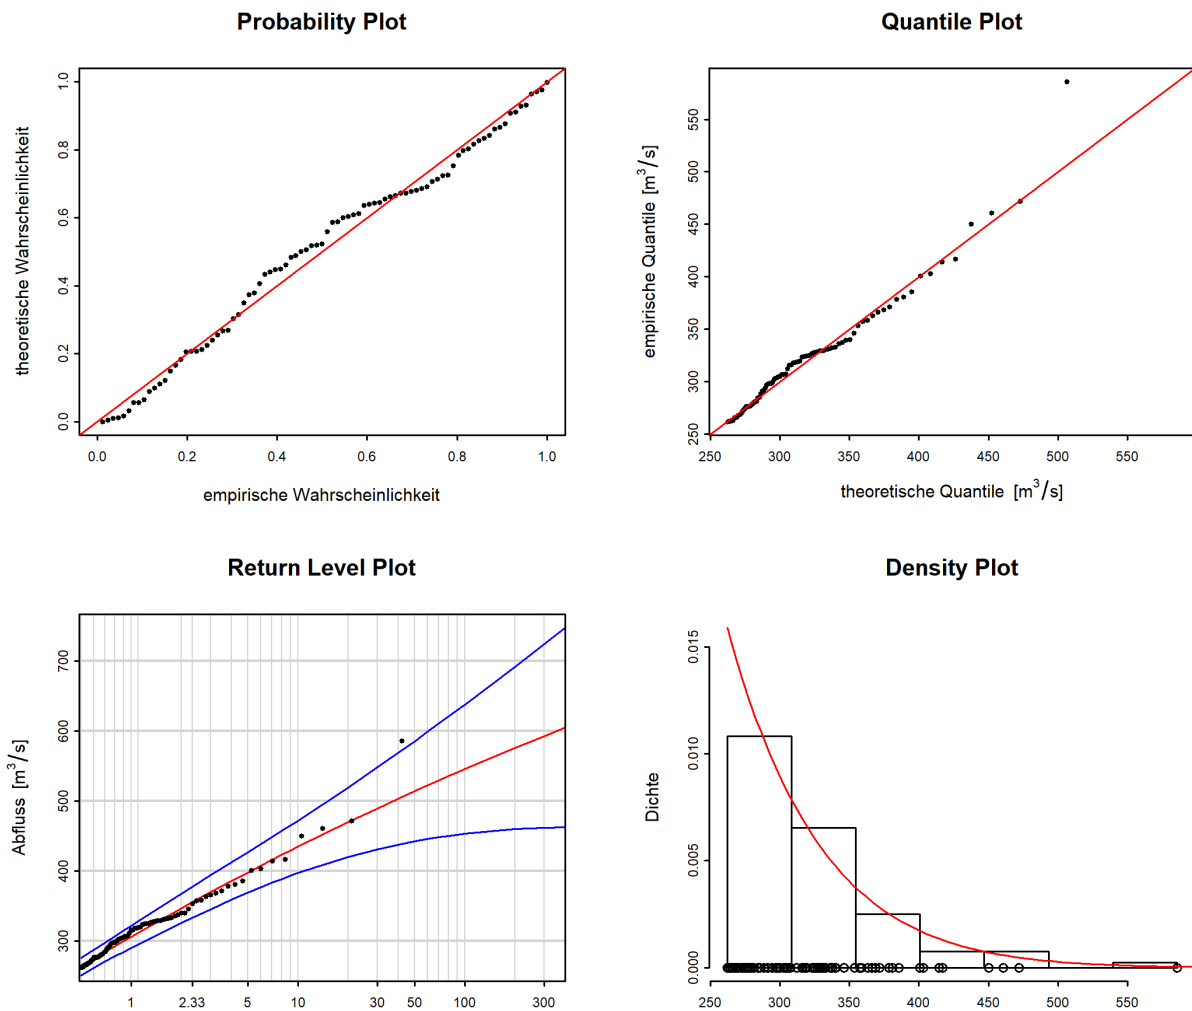 Probability Plot
theoretische Wahrscheinlichkeit
1.0
0.8
0.6
0.4
0.2
0.0
0.0 0.2 0.4 0.6 0.8 1.0
empirische Wahrscheinlichkeit
Quantile Plot
empirische Quantile [m³/s]
550
500
450
400
350
300
250
250 300 350 400 450 500 550
theoretische Quantile [m³/s]
Return Level Plot
Abfluss [m³/s]
700
600
500
400
300
1 2.33 5 10 30 50 100 300
Density Plot
Dichte
0.015
0.010
0.005
0.000
250 300 350 400 450 500 550